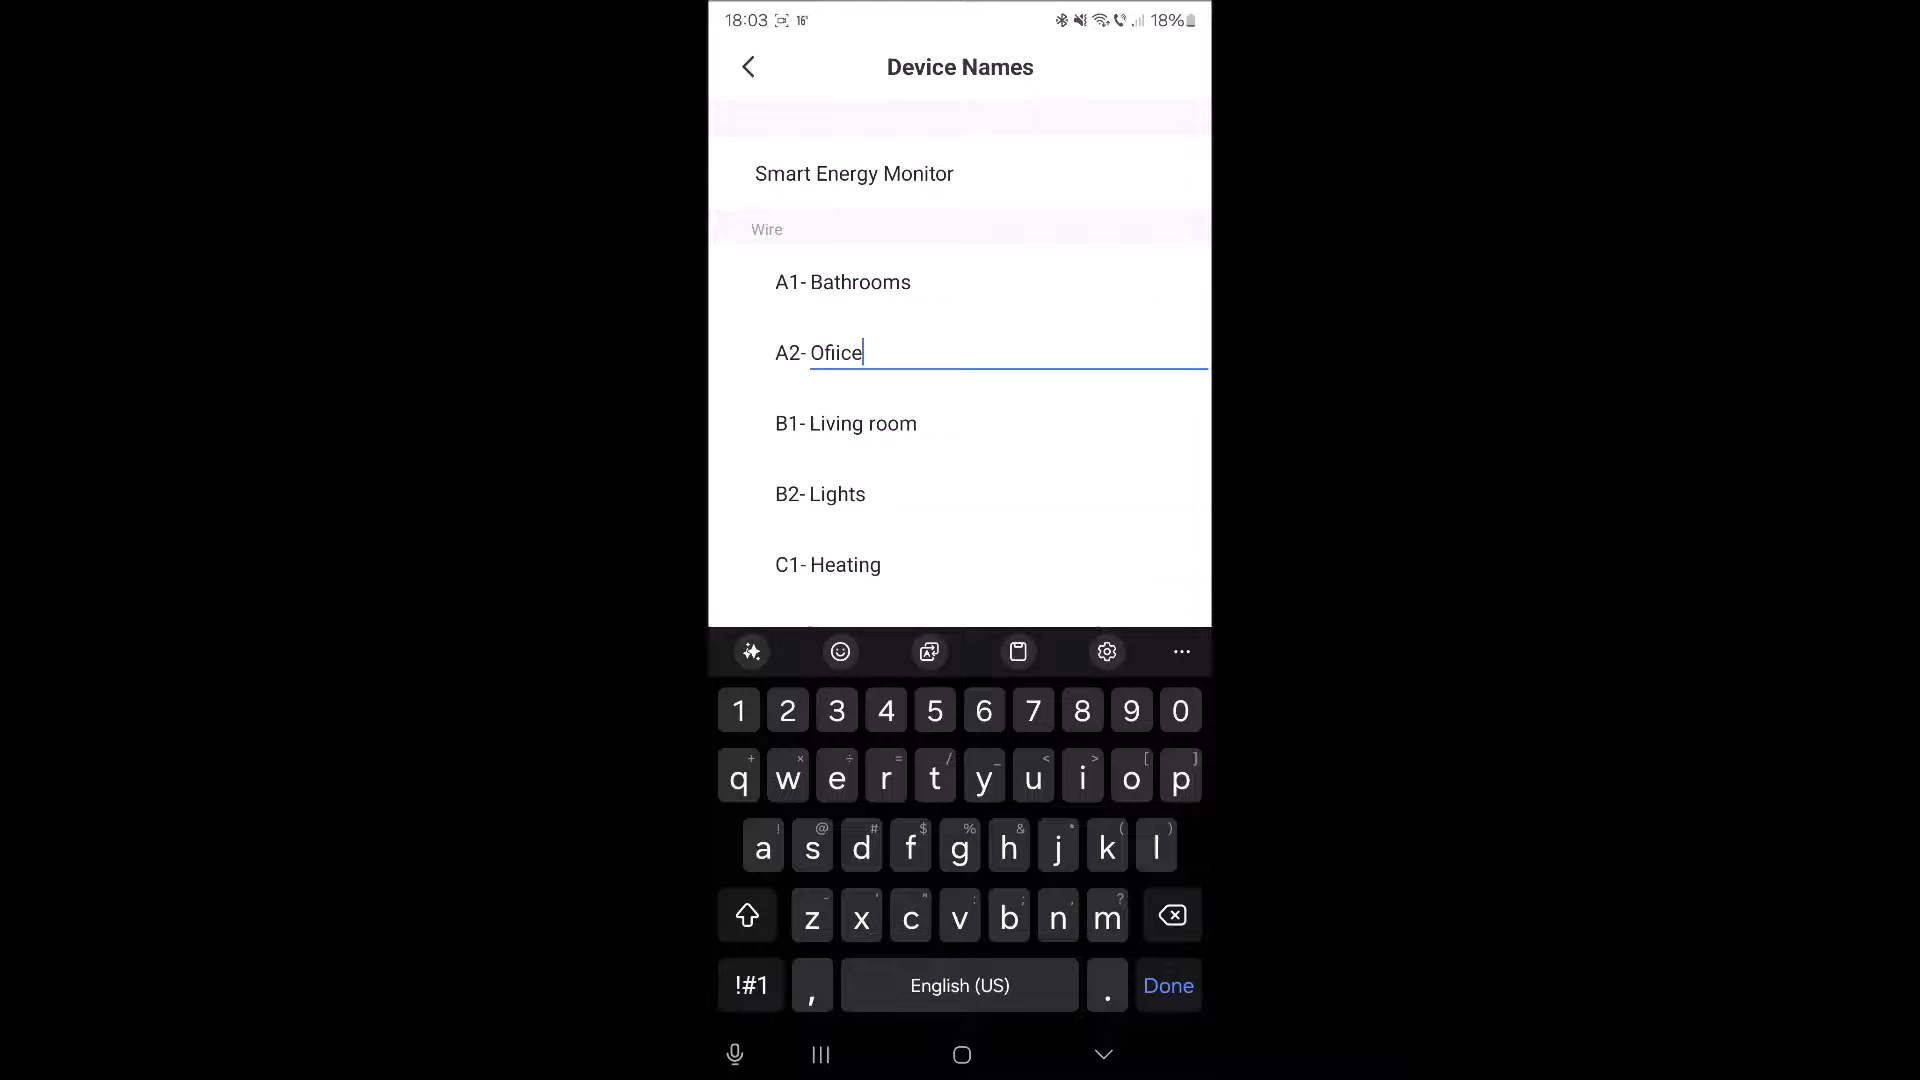 18:03 16°
18%
Device Names
Smart Energy Monitor
Wire
A1- Bathrooms
A2- Ofiice
B1- Living room
B2- Lights
C1- Heating
1 2 3 4 5 6 7 8 9 0
+ × ÷ = / _ < > [ ]
q w e r t y u i o p
! @ # $ % & * ( )
a s d f g h j k l
- ' " : ; , ?
z x c v b n m
!#1 , English (US) . Done